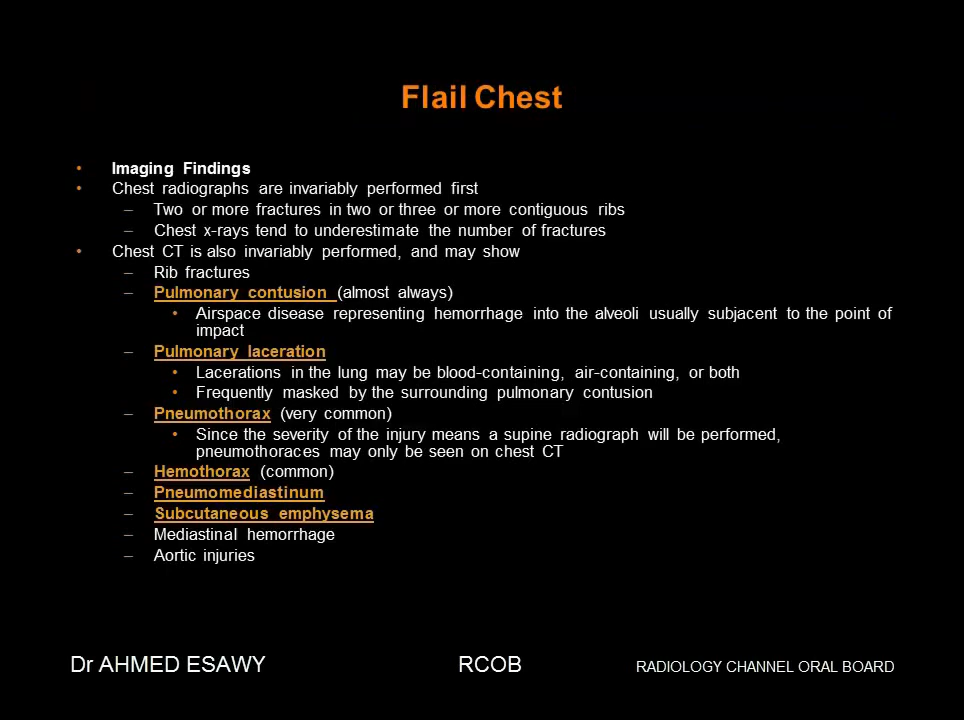 Flail Chest
• Imaging Findings
• Chest radiographs are invariably performed first
– Two or more fractures in two or three or more contiguous ribs
– Chest x-rays tend to underestimate the number of fractures
• Chest CT is also invariably performed, and may show
– Rib fractures
– Pulmonary contusion (almost always)
• Airspace disease representing hemorrhage into the alveoli usually subjacent to the point of
impact
– Pulmonary laceration
• Lacerations in the lung may be blood-containing, air-containing, or both
• Frequently masked by the surrounding pulmonary contusion
– Pneumothorax (very common)
• Since the severity of the injury means a supine radiograph will be performed,
pneumothoraces may only be seen on chest CT
– Hemothorax (common)
– Pneumomediastinum
– Subcutaneous emphysema
– Mediastinal hemorrhage
– Aortic injuries
Dr AHMED ESAWY RCOB RADIOLOGY CHANNEL ORAL BOARD